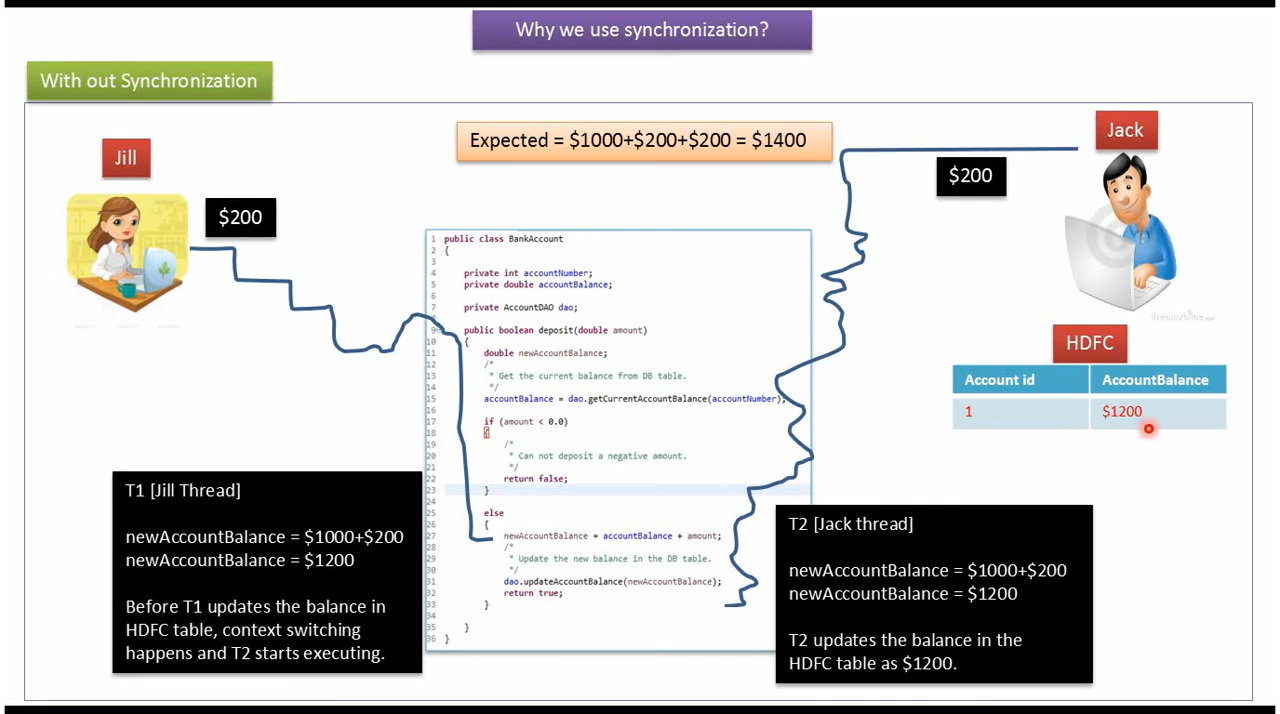 Why we use synchronization?
With out Synchronization
Expected = $1000+$200+$200 = $1400
Jill
$200
Jack
$200
1 public class BankAccount
2 {
3
4 private int accountNumber;
5 private double accountBalance;
6
7 private AccountDAO dao;
8
9 public boolean deposit(double amount)
10 {
11 double newAccountBalance;
12 /*
13 * Get the current balance from DB table.
14 */
15 accountBalance = dao.getCurrentAccountBalance(accountNumber);
16
17 if (amount < 0.0)
18 {
19 /*
20 * Can not deposit a negative amount.
21 */
22 return false;
23 }
24
25 else
26 {
27 newAccountBalance = accountBalance + amount;
28 /*
29 * Update the new balance in the DB table.
30 */
31 dao.updateAccountBalance(newAccountBalance);
32 return true;
33 }
34
35 }
36 }
HDFC
Account id AccountBalance
1 $1200
T1 [Jill Thread]
newAccountBalance = $1000+$200
newAccountBalance = $1200
Before T1 updates the balance in
HDFC table, context switching
happens and T2 starts executing.
T2 [Jack thread]
newAccountBalance = $1000+$200
newAccountBalance = $1200
T2 updates the balance in the
HDFC table as $1200.